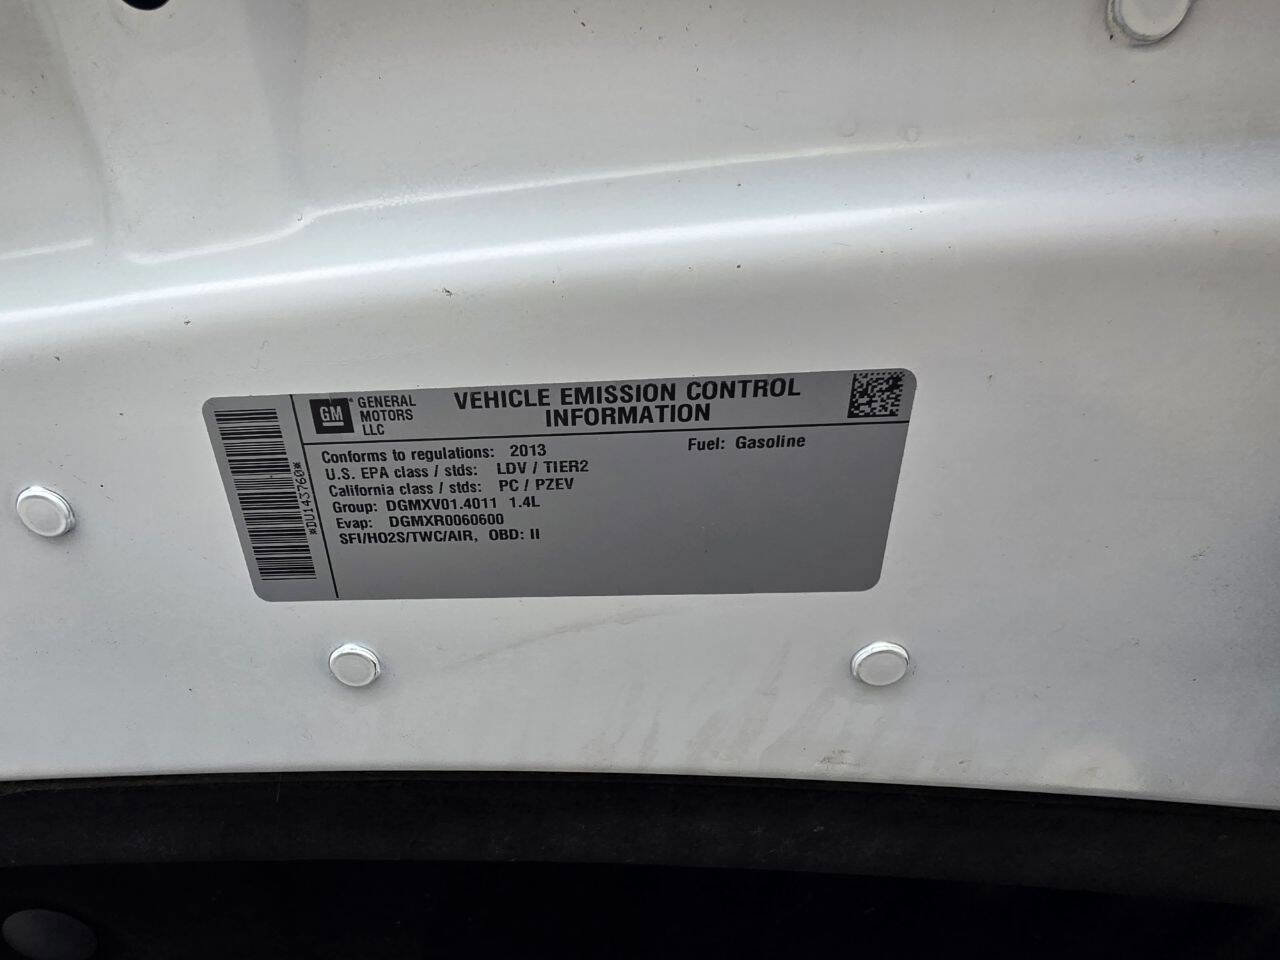 GM
GENERAL
MOTORS
LLC
VEHICLE EMISSION CONTROL
INFORMATION
Conforms to regulations: 2013
Fuel: Gasoline
U.S. EPA class / stds: LDV / TIER2
California class / stds: PC / PZEV
Group: DGMXV01.4011 1.4L
Evap: DGMXR0060600
SFI/HO2S/TWC/AIR, OBD: II
*DU143760*